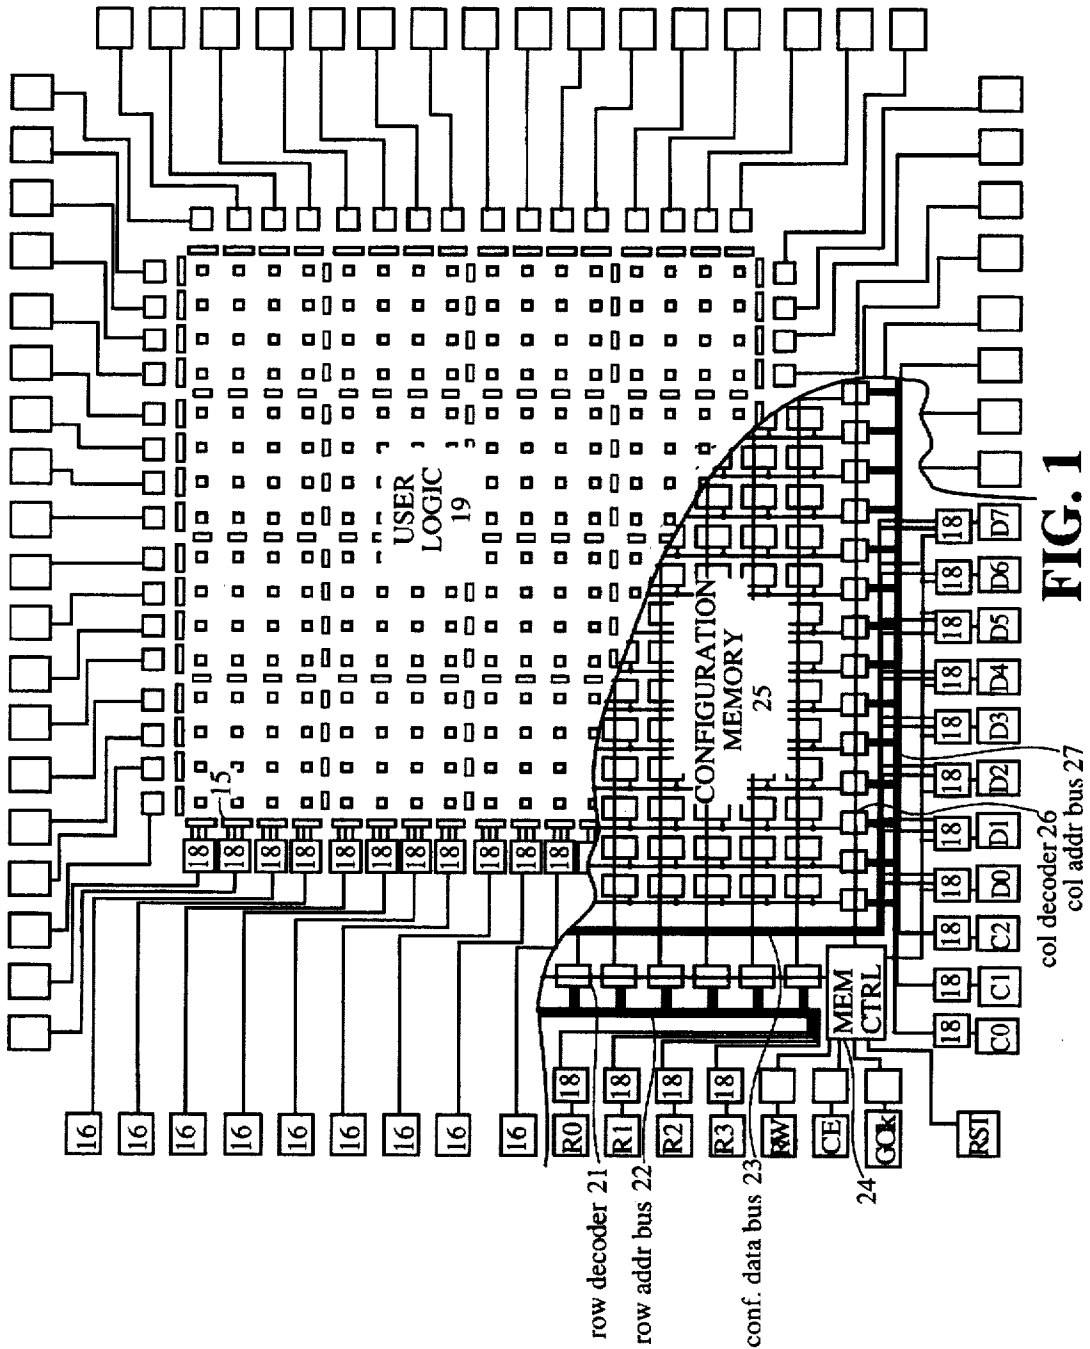 USER
LOGIC
19
15
18
18
18
18
18
18
18
18
18
18
18
16
16
16
16
16
16
16
16
16
CONFIGURATION
MEMORY
25
MEM
CTRL
24
R0
18
R1
18
R2
18
R3
18
R/W
CE
GClk
RST
row decoder 21
row addr bus 22
conf. data bus 23
18
C0
18
C1
18
C2
18
D0
18
D1
18
D2
18
D3
18
D4
18
D5
18
D6
18
D7
col decoder 26
col addr bus 27
FIG. 1